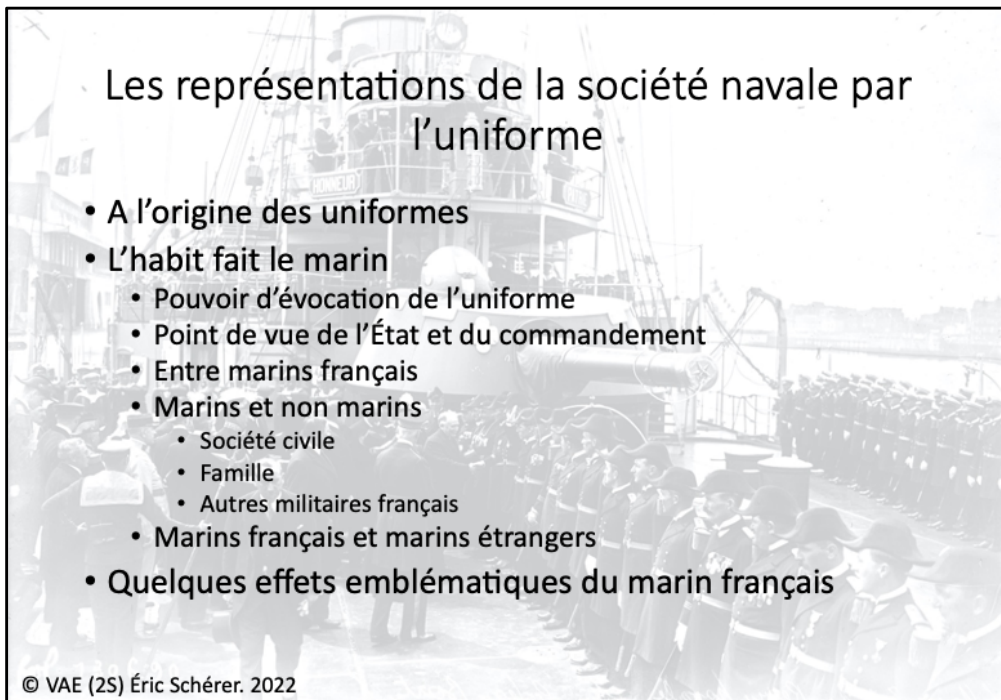 Les représentations de la société navale par
l’uniforme
• A l’origine des uniformes
• L’habit fait le marin
• Pouvoir d’évocation de l’uniforme
• Point de vue de l’État et du commandement
• Entre marins français
• Marins et non marins
• Société civile
• Famille
• Autres militaires français
• Marins français et marins étrangers
• Quelques effets emblématiques du marin français
© VAE (2S) Éric Schérer. 2022
HONNEUR